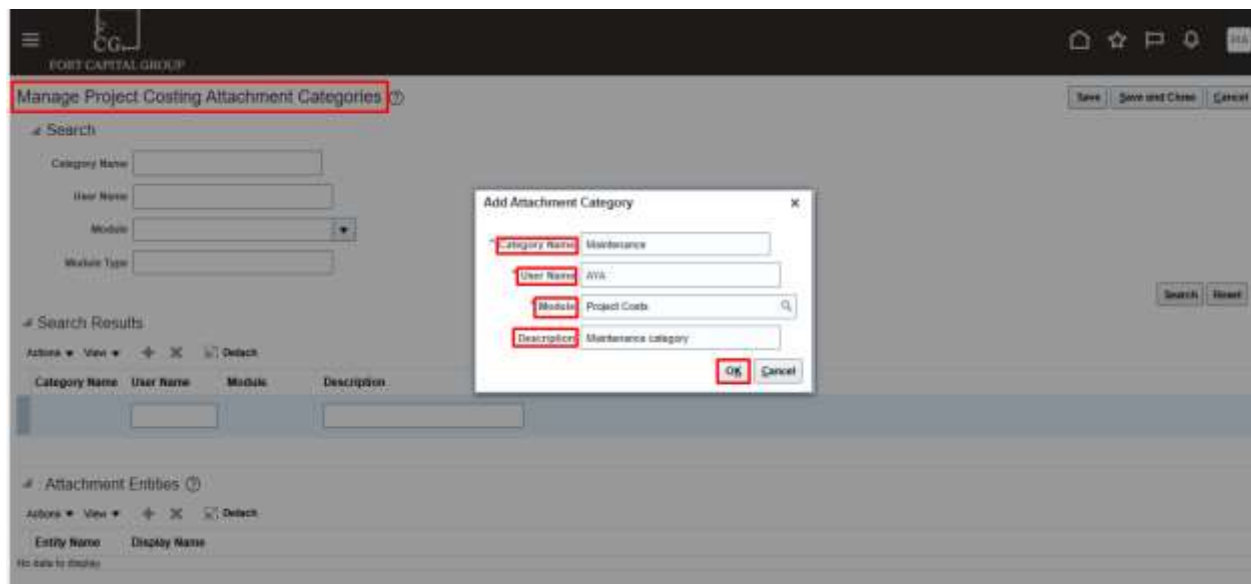 CG
FORT CAPITAL GROUP
HA
Manage Project Costing Attachment Categories
Save Save and Close Cancel
Search
Category Name
User Name
Module
Module Type
Search Reset
Add Attachment Category
* Category Name Maintenance
* User Name AYA
* Module Project Costs
Description Maintenance category
OK Cancel
Search Results
Actions View Detach
Category Name User Name Module Description
Attachment Entities
Actions View Detach
Entity Name Display Name
No data to display